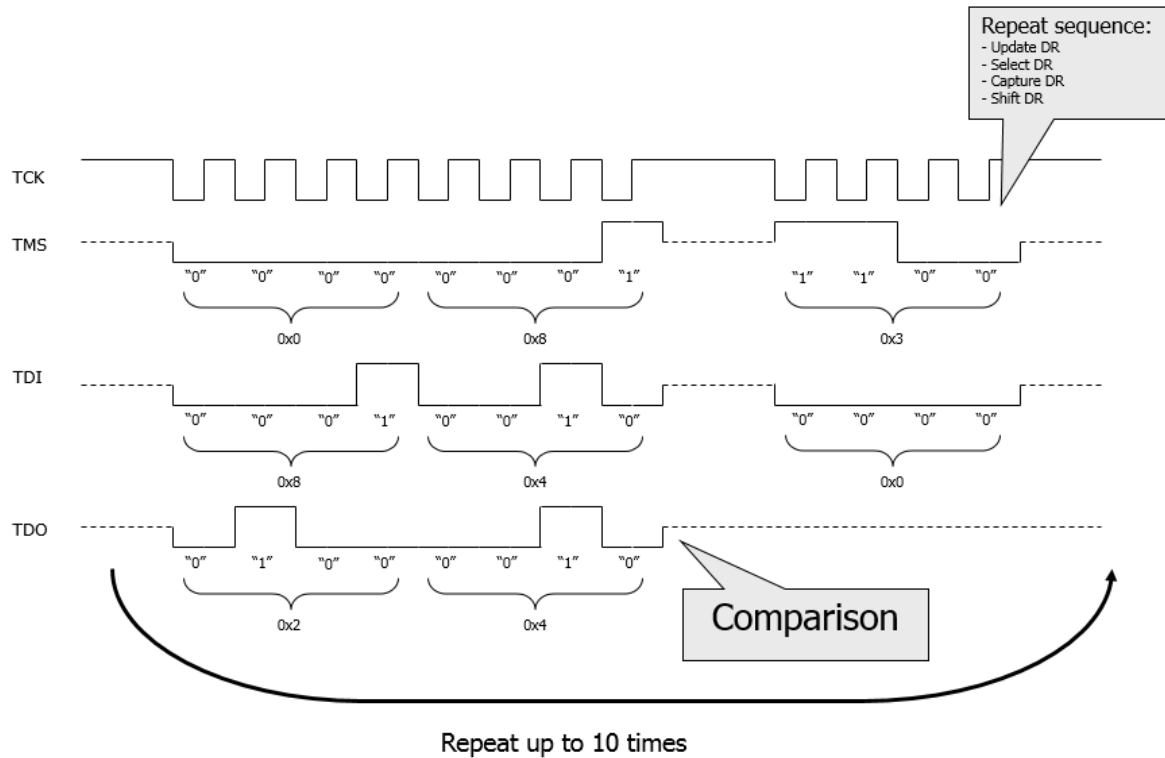 Repeat sequence:
- Update DR
- Select DR
- Capture DR
- Shift DR
TCK
TMS
“0” “0” “0” “0” “0” “0” “0” “1” “1” “1” “0” “0”
0x0 0x8 0x3
TDI
“0” “0” “0” “1” “0” “0” “1” “0” “0” “0” “0” “0”
0x8 0x4 0x0
TDO
“0” “1” “0” “0” “0” “0” “1” “0”
0x2 0x4
Comparison
Repeat up to 10 times